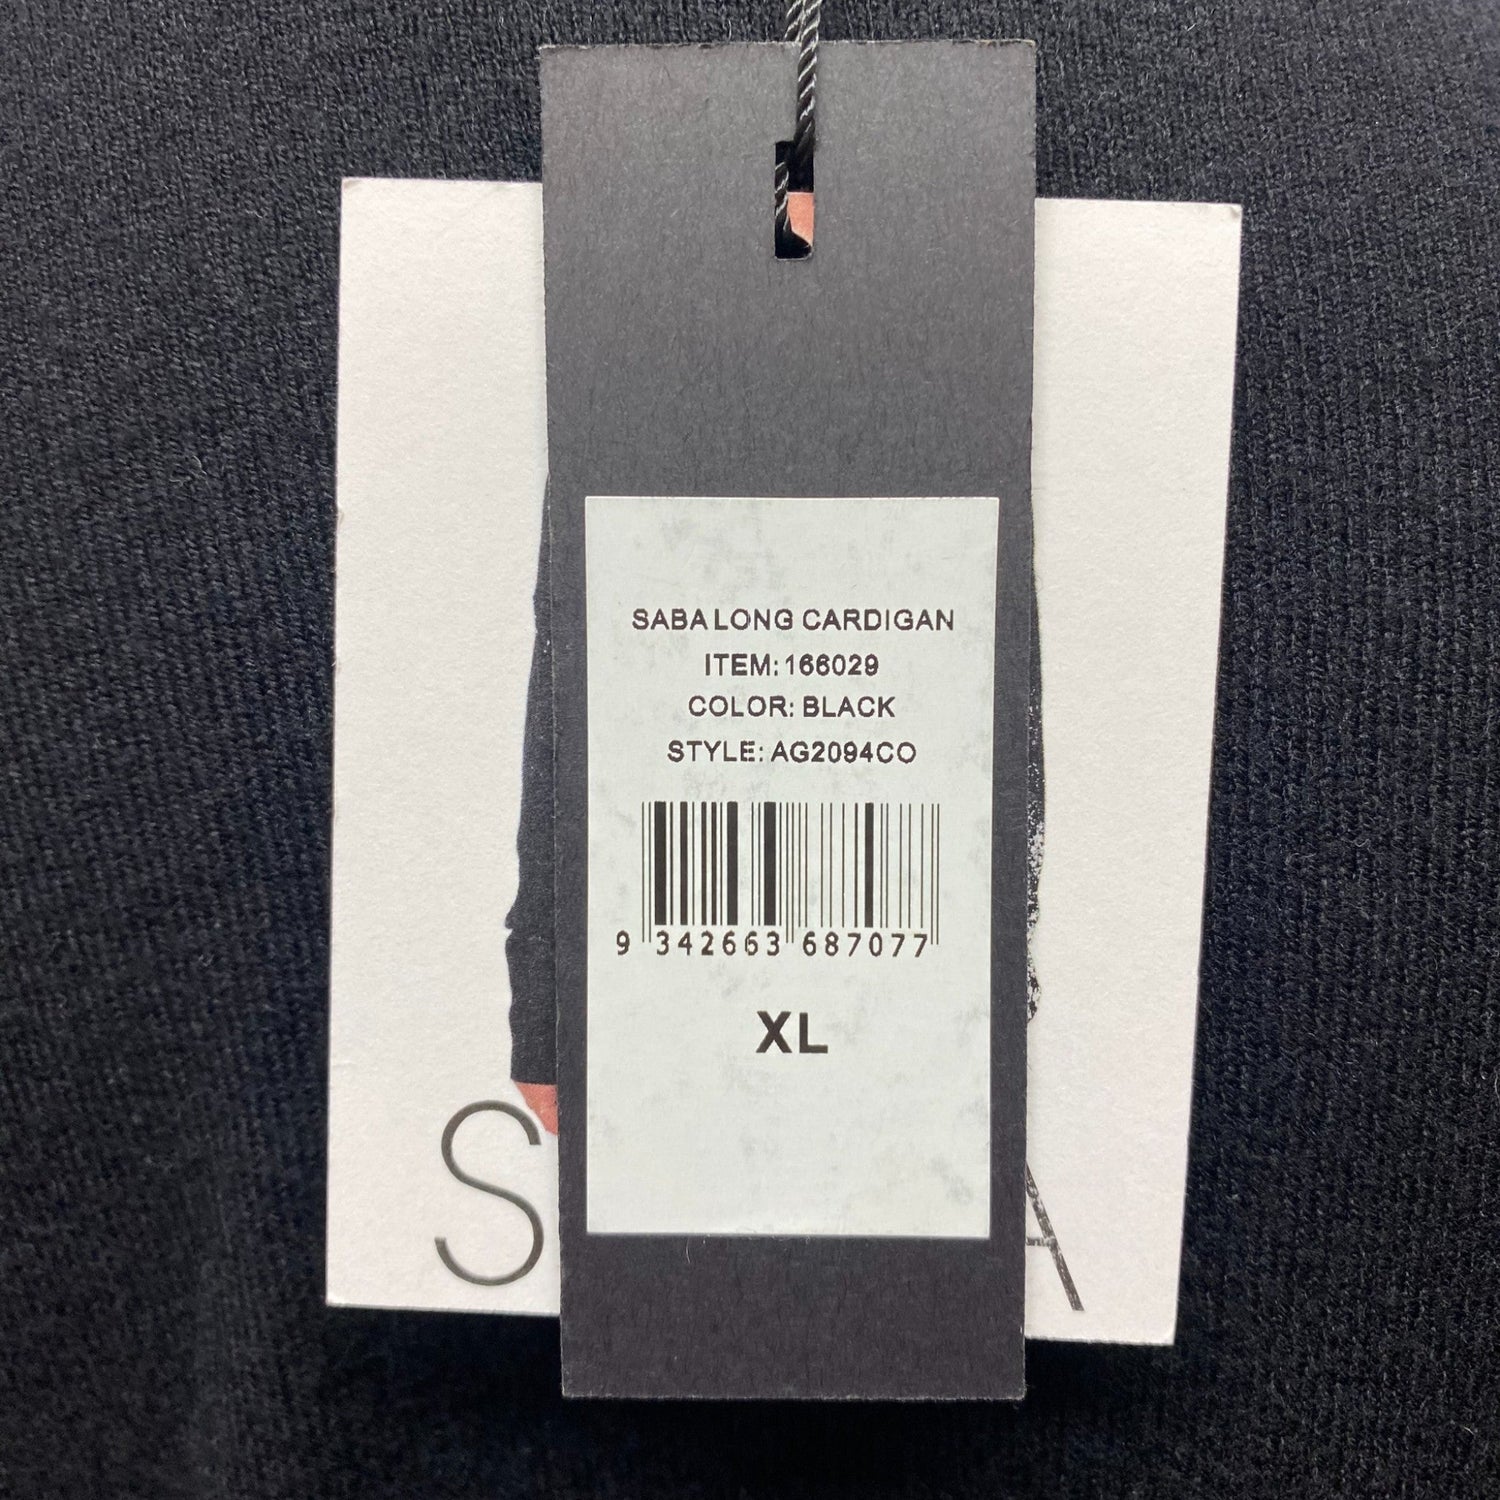 SABA LONG CARDIGAN
ITEM: 166029
COLOR: BLACK
STYLE: AG2094CO
9 342663 687077
XL
S A